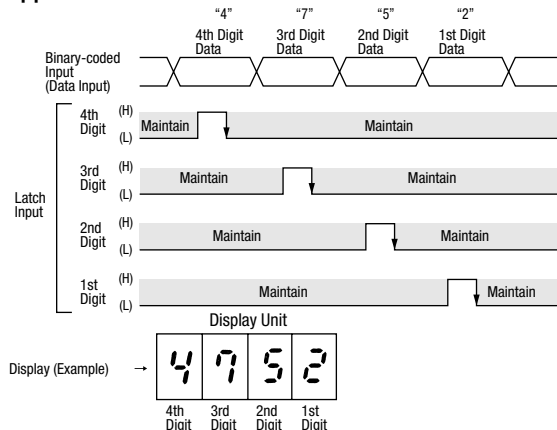 “4” “7” “5” “2”
4th Digit Data 3rd Digit Data 2nd Digit Data 1st Digit Data
Binary-coded Input (Data Input)
Latch Input
4th Digit (H) (L) Maintain Maintain
3rd Digit (H) (L) Maintain Maintain
2nd Digit (H) (L) Maintain Maintain
1st Digit (H) (L) Maintain Maintain
Display Unit
Display (Example) → 4 7 5 2
4th Digit 3rd Digit 2nd Digit 1st Digit